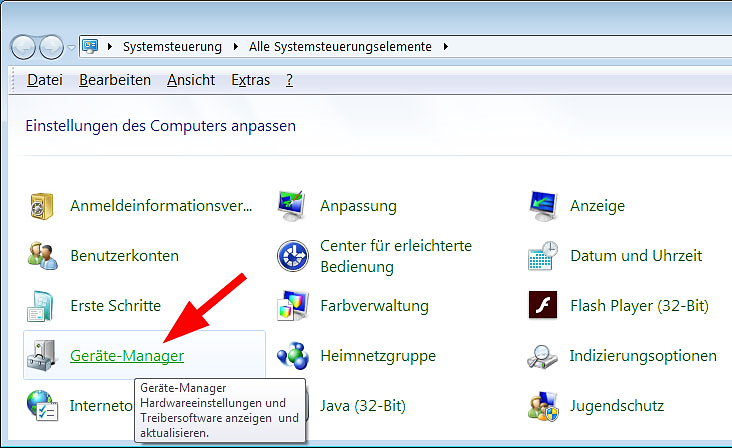 Systemsteuerung Alle Systemsteuerungselemente
Datei Bearbeiten Ansicht Extras ?
Einstellungen des Computers anpassen
Anmeldeinformationsver... Anpassung Anzeige
Benutzerkonten Center für erleichterte Bedienung Datum und Uhrzeit
Erste Schritte Farbverwaltung Flash Player (32-Bit)
Geräte-Manager Heimnetzgruppe Indizierungsoptionen
Interneto Java (32-Bit) Jugendschutz
Geräte-Manager
Hardwareeinstellungen und
Treibersoftware anzeigen und
aktualisieren.